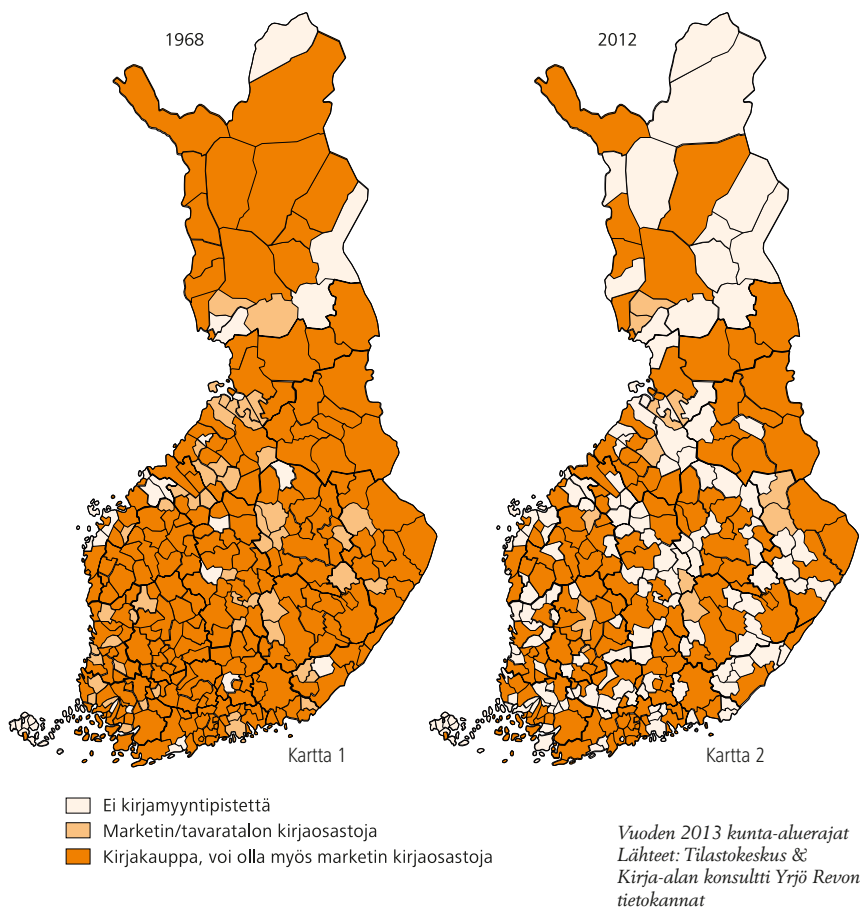 1968
2012
Kartta 1
Kartta 2
Ei kirjamyyntipistettä
Marketin/tavaratalon kirjaosastoja
Kirjakauppa, voi olla myös marketin kirjaosastoja
Vuoden 2013 kunta-aluerajat
Lähteet: Tilastokeskus &
Kirja-alan konsultti Yrjö Revon
tietokannat